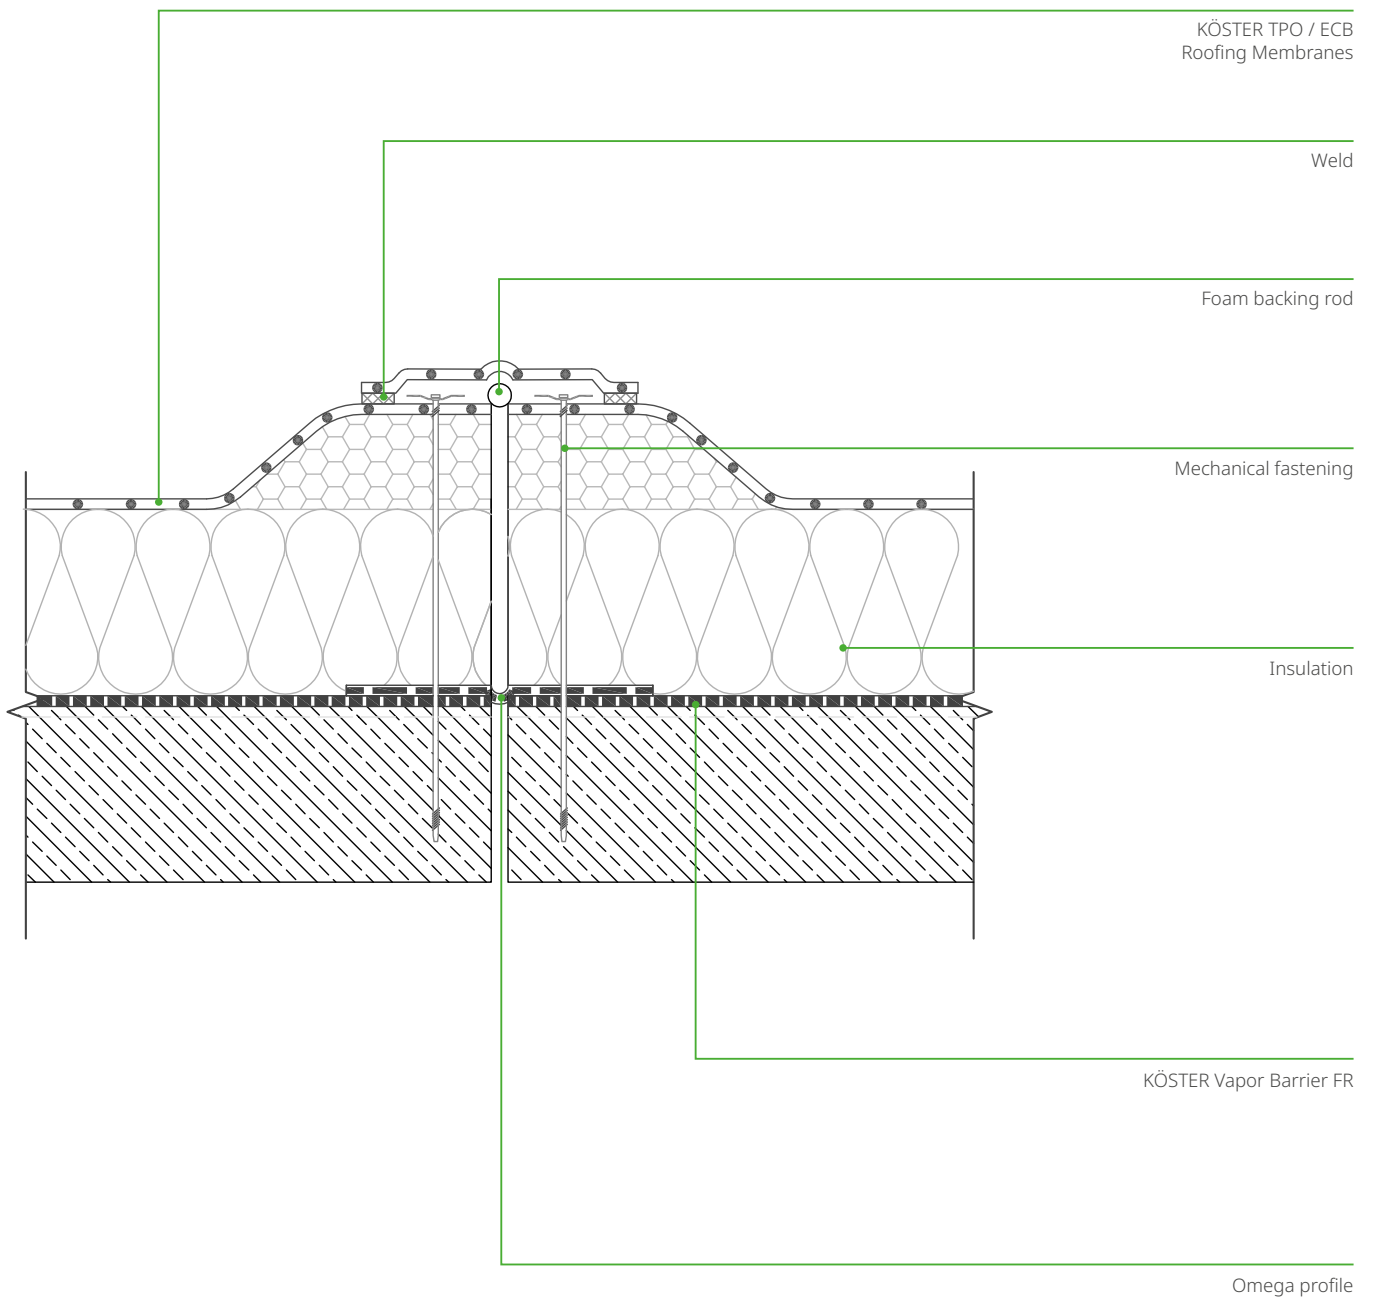 KÖSTER TPO / ECB
Roofing Membranes
Weld
Foam backing rod
Mechanical fastening
Insulation
KÖSTER Vapor Barrier FR
Omega profile